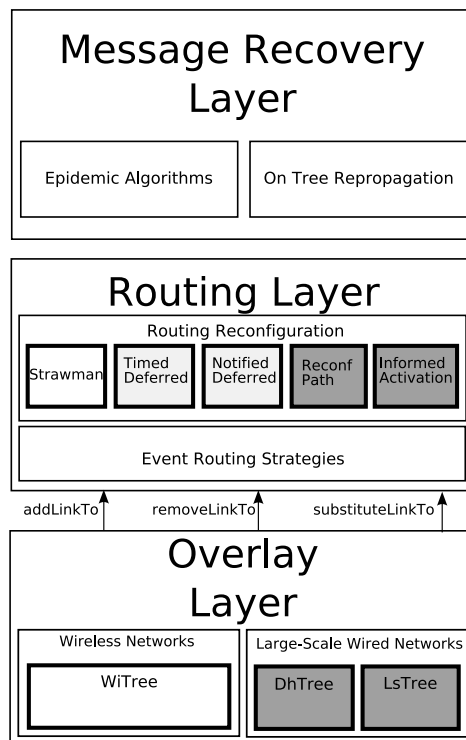 Message Recovery
Layer
Epidemic Algorithms
On Tree Repropagation
Routing Layer
Routing Reconfiguration
Strawman
Timed
Deferred
Notified
Deferred
Reconf
Path
Informed
Activation
Event Routing Strategies
addLinkTo
removeLinkTo
substituteLinkTo
Overlay
Layer
Wireless Networks
WiTree
Large-Scale Wired Networks
DhTree
LsTree